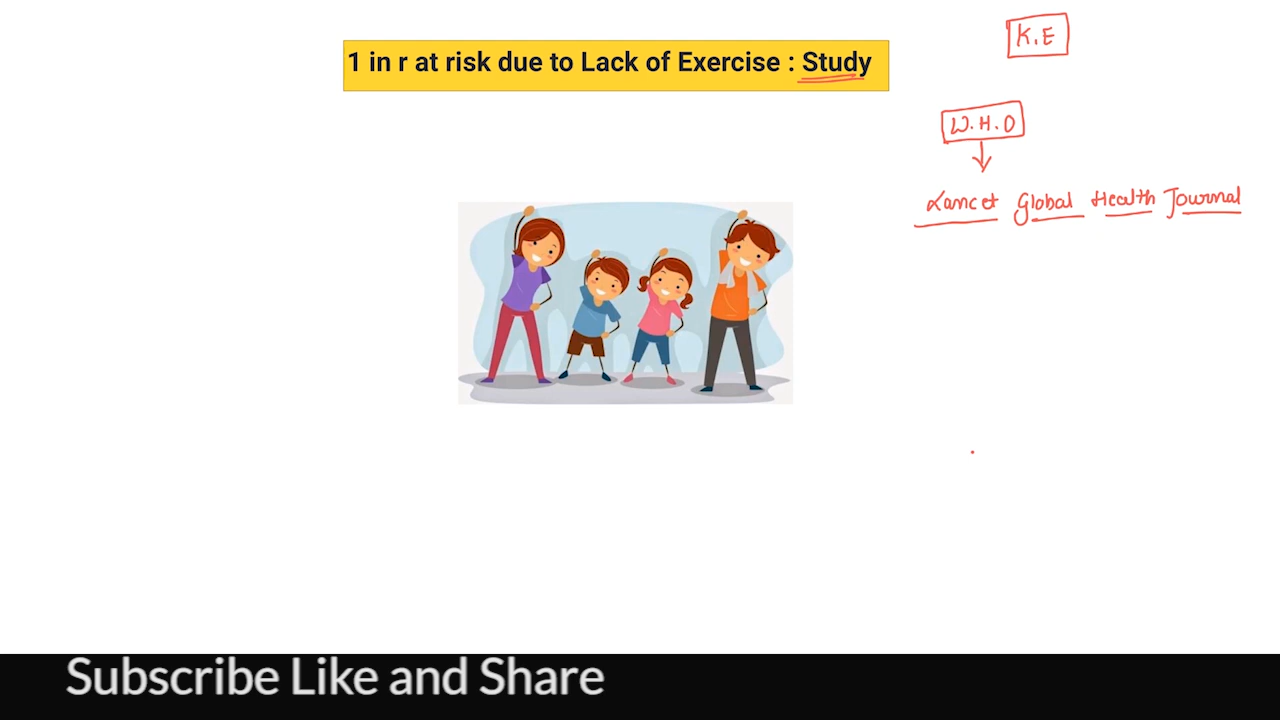 K.E
1 in r at risk due to Lack of Exercise : Study
W.H.O
Lancet Global Health Journal
Subscribe Like and Share